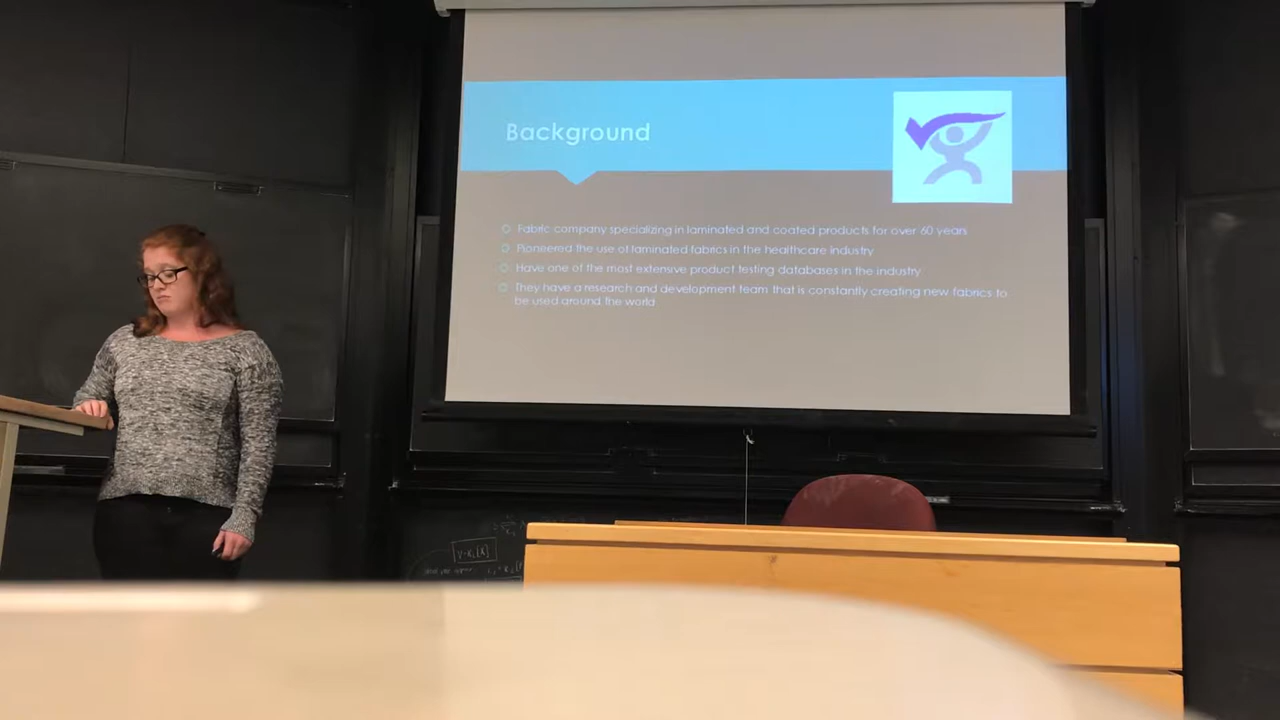 Background
Fabric company specializing in laminated and coated products for over 60 years
Pioneered the use of laminated fabrics in the healthcare industry
Have one of the most extensive product testing databases in the industry
They have a research and development team that is constantly creating new fabrics to
be used around the world